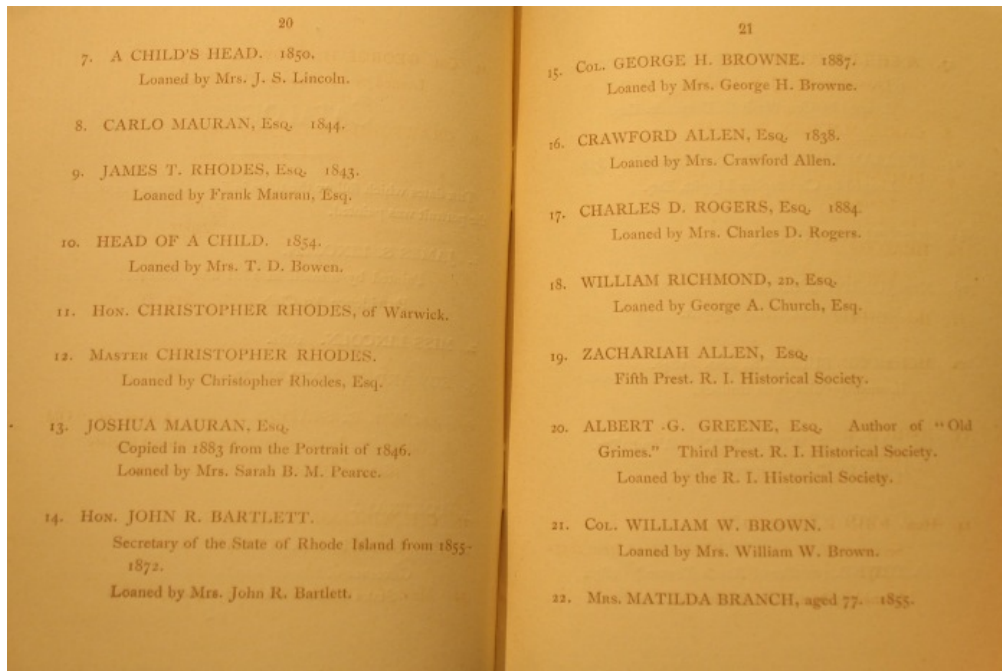 20
7. A CHILD'S HEAD. 1850.
Loaned by Mrs. J. S. Lincoln.
8. CARLO MAURAN, Esq. 1844.
9. JAMES T. RHODES, Esq. 1843.
Loaned by Frank Mauran, Esq.
10. HEAD OF A CHILD. 1854.
Loaned by Mrs. T. D. Bowen.
11. Hon. CHRISTOPHER RHODES, of Warwick.
12. Master CHRISTOPHER RHODES.
Loaned by Christopher Rhodes, Esq.
13. JOSHUA MAURAN, Esq.
Copied in 1883 from the Portrait of 1846.
Loaned by Mrs. Sarah B. M. Pearce.
14. Hon. JOHN R. BARTLETT.
Secretary of the State of Rhode Island from 1855-
1872.
Loaned by Mrs. John R. Bartlett.
21
15. Col. GEORGE H. BROWNE. 1887.
Loaned by Mrs. George H. Browne.
16. CRAWFORD ALLEN, Esq. 1838.
Loaned by Mrs. Crawford Allen.
17. CHARLES D. ROGERS, Esq. 1884.
Loaned by Mrs. Charles D. Rogers.
18. WILLIAM RICHMOND, 2D, Esq.
Loaned by George A. Church, Esq.
19. ZACHARIAH ALLEN, Esq.
Fifth Prest. R. I. Historical Society.
20. ALBERT G. GREENE, Esq. Author of "Old
Grimes." Third Prest. R. I. Historical Society.
Loaned by the R. I. Historical Society.
21. Col. WILLIAM W. BROWN.
Loaned by Mrs. William W. Brown.
22. Mrs. MATILDA BRANCH, aged 77. 1855.